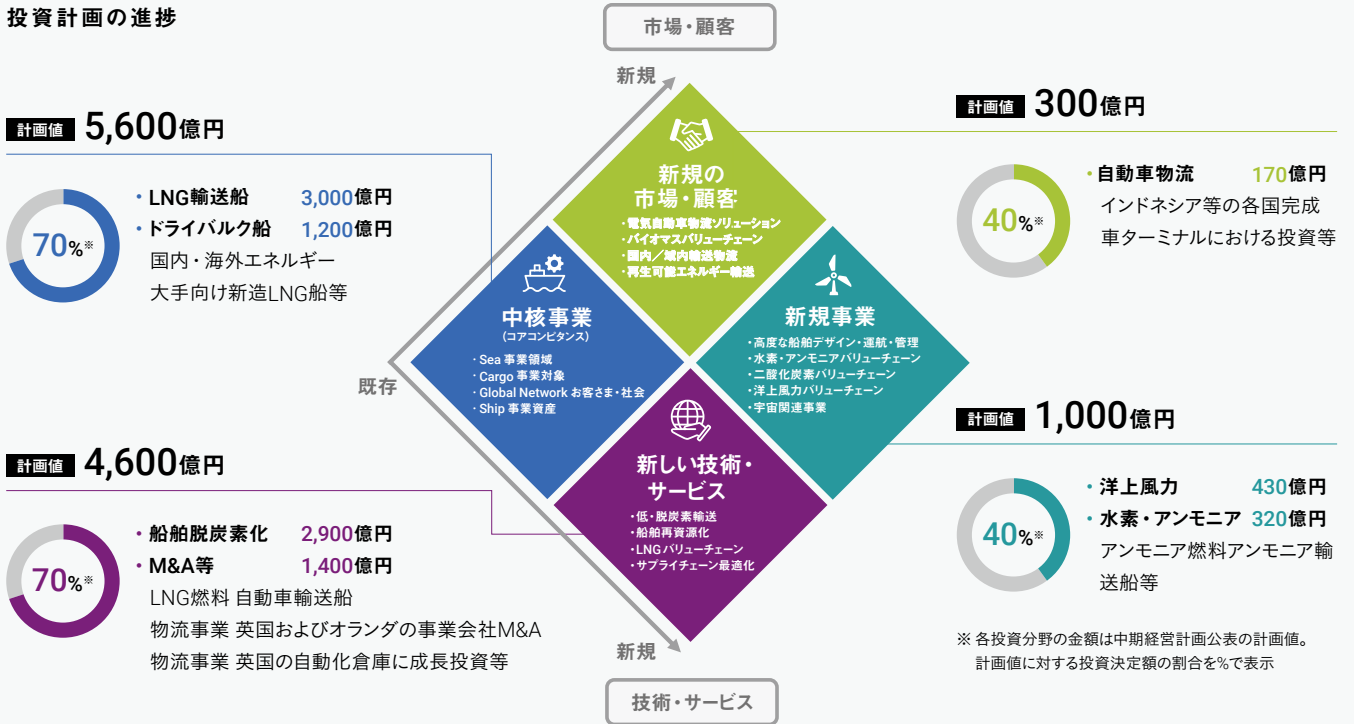 投資計画の進捗
市場・顧客
新規
計画値 5,600億円
70%※
・LNG輸送船 3,000億円
・ドライバルク船 1,200億円
国内・海外エネルギー
大手向け新造LNG船等
計画値 300億円
40%※
・自動車物流 170億円
インドネシア等の各国完成
車ターミナルにおける投資等
新規の
市場・顧客
・電気自動車物流ソリューション
・バイオマスバリューチェーン
・国内／域内輸送物流
・再生可能エネルギー輸送
中核事業
(コアコンピタンス)
・Sea 事業領域
・Cargo 事業対象
・Global Network お客さま・社会
・Ship 事業資産
新規事業
・高度な船舶デザイン・運航・管理
・水素・アンモニアバリューチェーン
・二酸化炭素バリューチェーン
・洋上風力バリューチェーン
・宇宙関連事業
既存
新しい技術・
サービス
・低・脱炭素輸送
・船舶再資源化
・LNGバリューチェーン
・サプライチェーン最適化
計画値 4,600億円
70%※
・船舶脱炭素化 2,900億円
・M&A等 1,400億円
LNG燃料 自動車輸送船
物流事業 英国およびオランダの事業会社M&A
物流事業 英国の自動化倉庫に成長投資等
計画値 1,000億円
40%※
・洋上風力 430億円
・水素・アンモニア 320億円
アンモニア燃料アンモニア輸
送船等
新規
技術・サービス
※ 各投資分野の金額は中期経営計画公表の計画値。
計画値に対する投資決定額の割合を%で表示